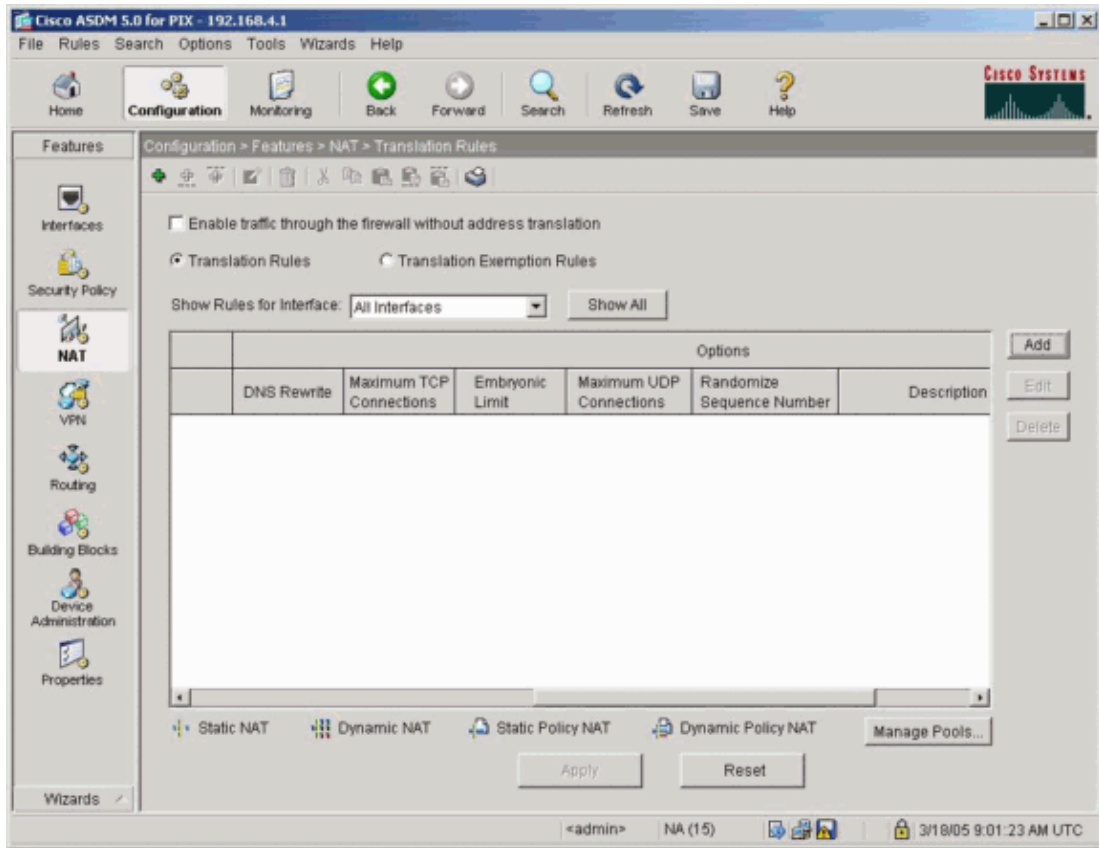 Cisco ASDM 5.0 for PIX - 192.168.4.1
File Rules Search Options Tools Wizards Help
Home Configuration Monitoring Back Forward Search Refresh Save Help
CISCO SYSTEMS
Features
Configuration > Features > NAT > Translation Rules
Interfaces
Security Policy
NAT
VPN
Routing
Building Blocks
Device
Administration
Properties
Wizards
Enable traffic through the firewall without address translation
Translation Rules Translation Exemption Rules
Show Rules for Interface: All Interfaces Show All
Options
DNS Rewrite Maximum TCP Connections Embryonic Limit Maximum UDP Connections Randomize Sequence Number Description
Add
Edit
Delete
Static NAT Dynamic NAT Static Policy NAT Dynamic Policy NAT Manage Pools...
Apply Reset
<admin> NA (15) 3/18/05 9:01:23 AM UTC